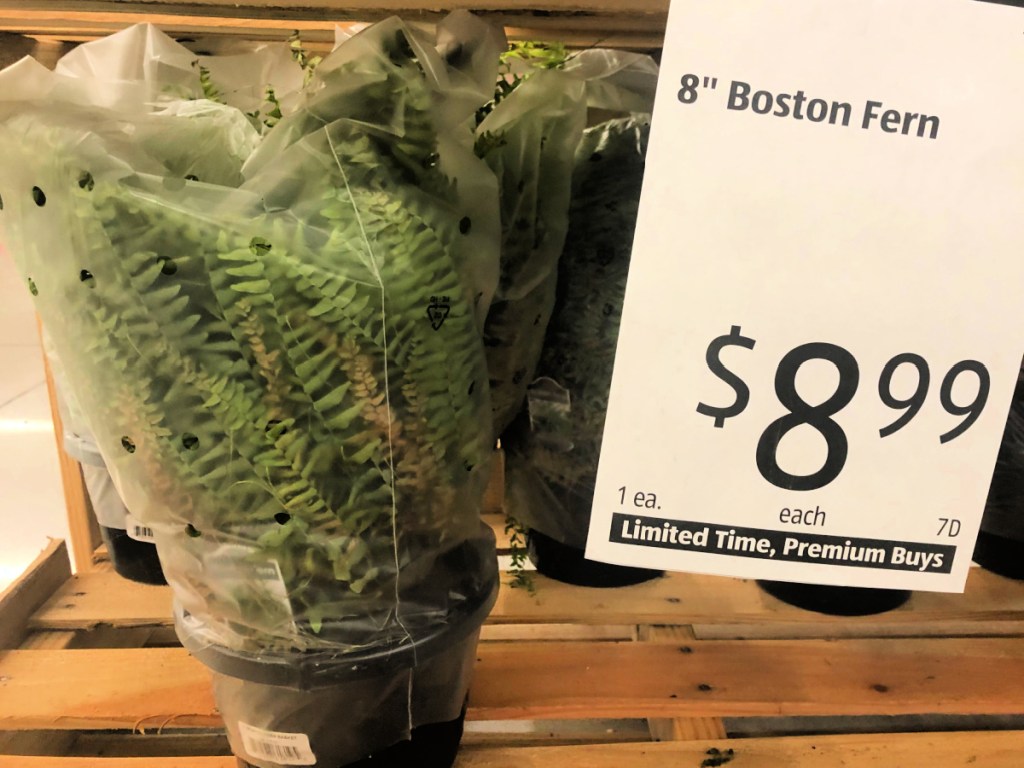 8" Boston Fern
$8.99
1 ea.
each
7D
Limited Time, Premium Buys